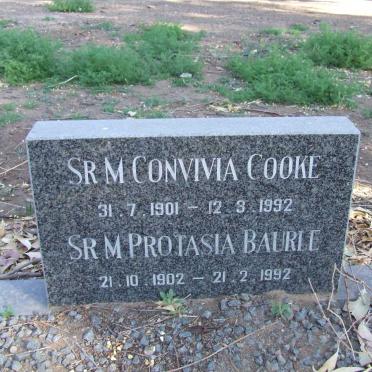 SR M CONVIVIA COOKE
31. 7. 1901 – 12. 3. 1992
SR M PROTASIA BAURLE
21. 10. 1902 – 21. 2. 1992